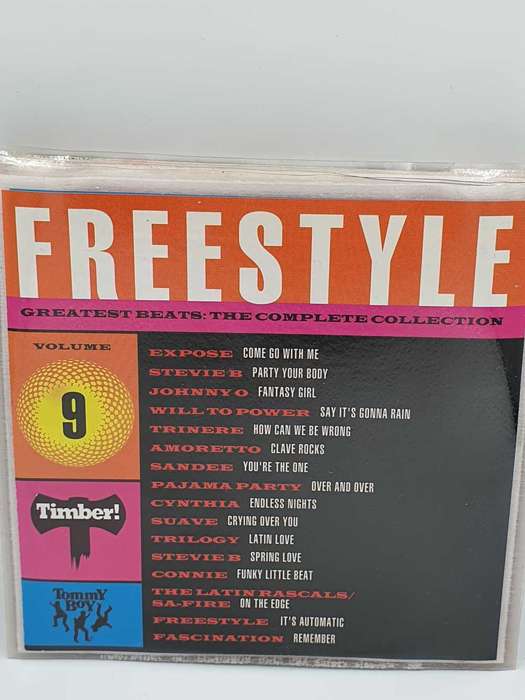 FREESTYLE
GREATEST BEATS: THE COMPLETE COLLECTION
VOLUME
9
Timber!
Tommy
Boy
EXPOSE COME GO WITH ME
STEVIE B PARTY YOUR BODY
JOHNNY O FANTASY GIRL
WILL TO POWER SAY IT'S GONNA RAIN
TRINERE HOW CAN WE BE WRONG
AMORETTO CLAVE ROCKS
SANDEE YOU'RE THE ONE
PAJAMA PARTY OVER AND OVER
CYNTHIA ENDLESS NIGHTS
SUAVE CRYING OVER YOU
TRILOGY LATIN LOVE
STEVIE B SPRING LOVE
CONNIE FUNKY LITTLE BEAT
THE LATIN RASCALS/
SA-FIRE ON THE EDGE
FREESTYLE IT'S AUTOMATIC
FASCINATION REMEMBER